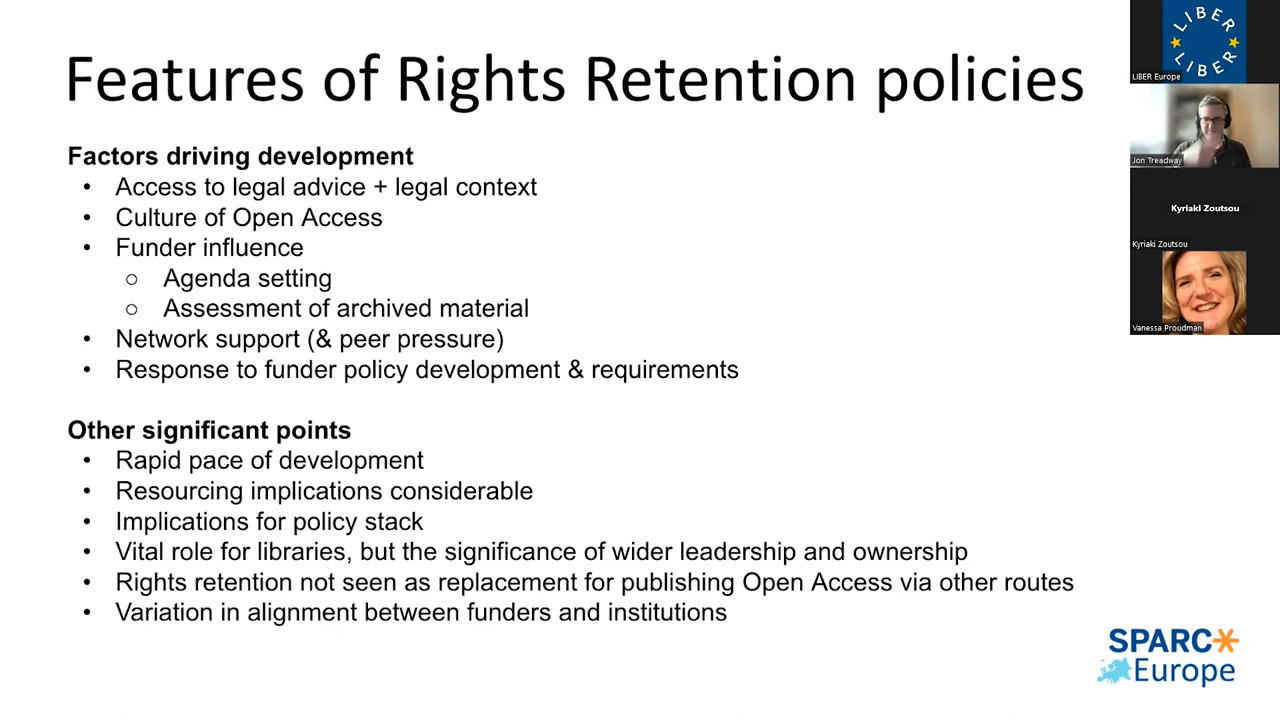 Features of Rights Retention policies
Factors driving development
• Access to legal advice + legal context
• Culture of Open Access
• Funder influence
○ Agenda setting
○ Assessment of archived material
• Network support (& peer pressure)
• Response to funder policy development & requirements
Other significant points
• Rapid pace of development
• Resourcing implications considerable
• Implications for policy stack
• Vital role for libraries, but the significance of wider leadership and ownership
• Rights retention not seen as replacement for publishing Open Access via other routes
• Variation in alignment between funders and institutions
SPARC
Europe
LIBER
LIBER
LIBER Europe
Jon Treadway
Kyriaki Zoutsou
Kyriaki Zoutsou
Vanessa Proudman